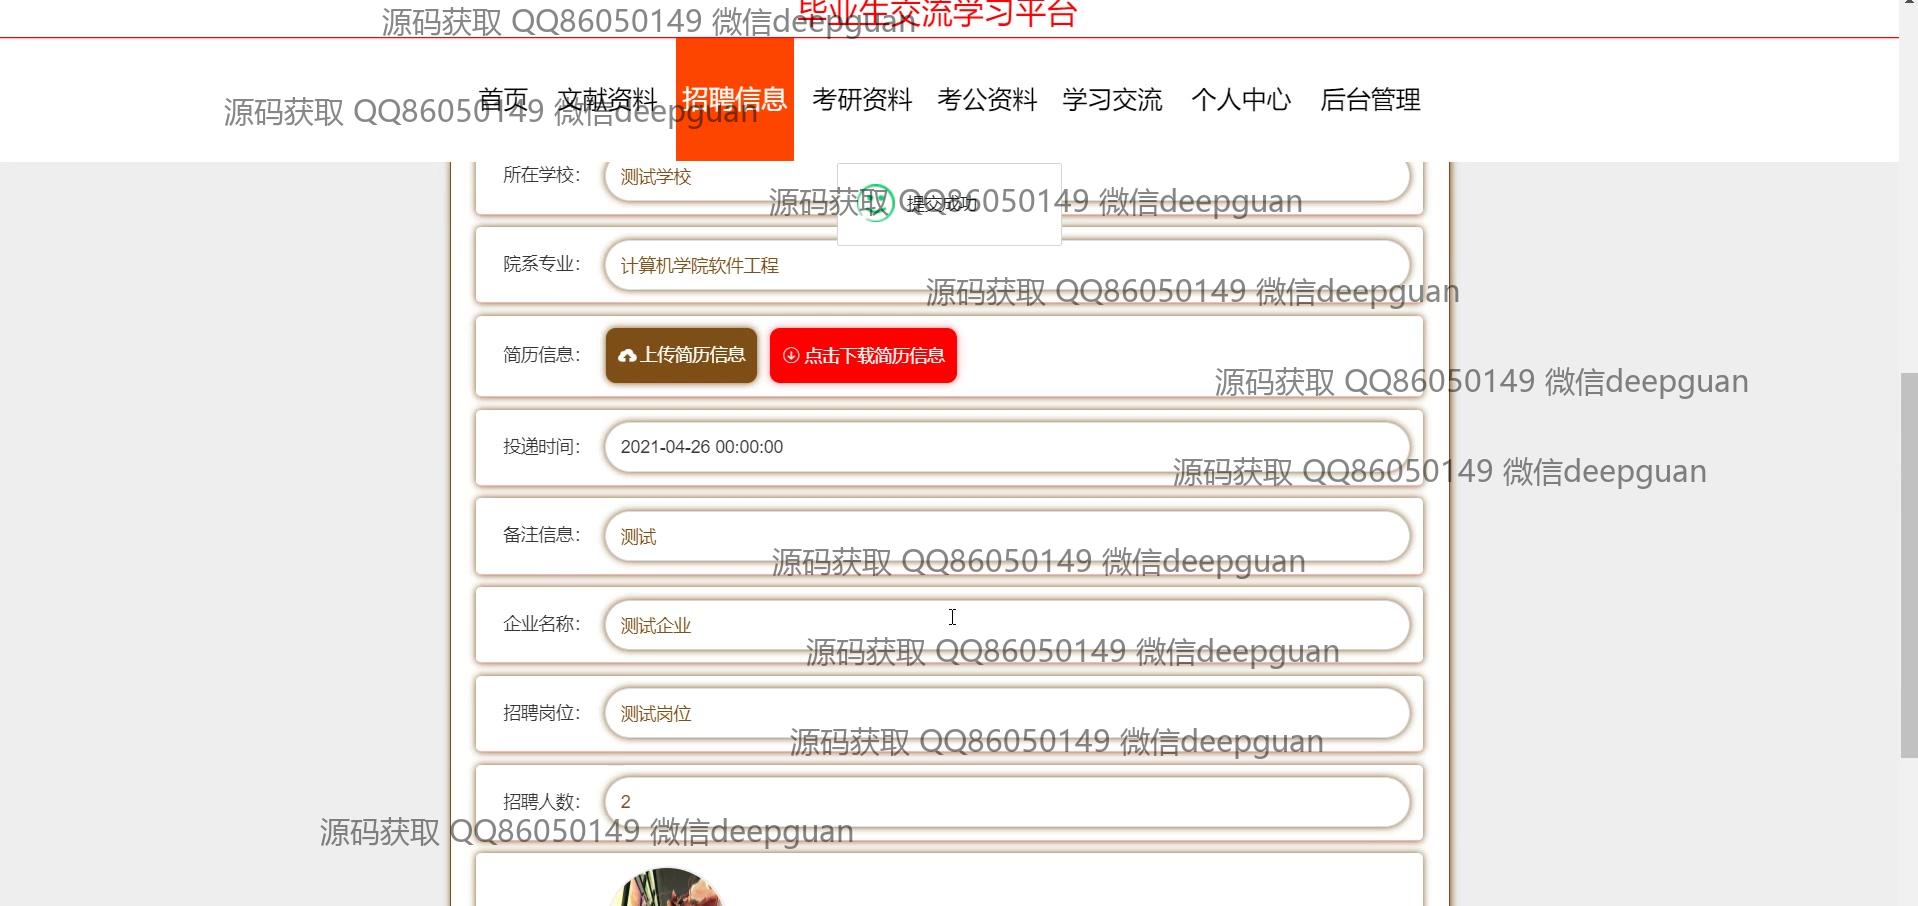 毕业生交流学习平台
源码获取 QQ86050149 微信deepguan
首页 文献资料 招聘信息 考研资料 考公资料 学习交流 个人中心 后台管理
源码获取 QQ86050149 微信deepguan
所在学校： 测试学校
提交成功
源码获取 QQ86050149 微信deepguan
院系专业： 计算机学院软件工程
源码获取 QQ86050149 微信deepguan
简历信息： 上传简历信息 点击下载简历信息
源码获取 QQ86050149 微信deepguan
投递时间： 2021-04-26 00:00:00
源码获取 QQ86050149 微信deepguan
备注信息： 测试
源码获取 QQ86050149 微信deepguan
企业名称： 测试企业
源码获取 QQ86050149 微信deepguan
招聘岗位： 测试岗位
源码获取 QQ86050149 微信deepguan
招聘人数： 2
源码获取 QQ86050149 微信deepguan